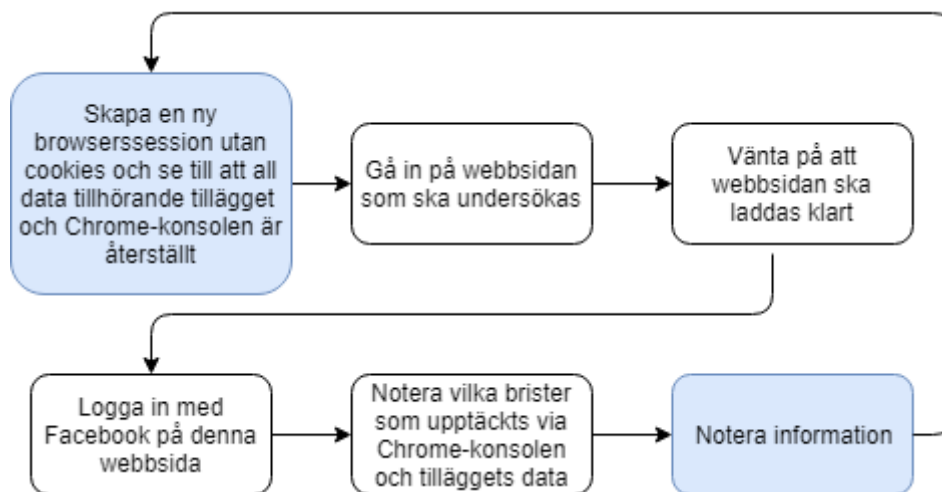 Skapa en ny
browserssession utan
cookies och se till att all
data tillhörande tillägget
och Chrome-konsolen är
återställt
Gå in på webbsidan
som ska undersökas
Vänta på att
webbsidan ska
laddas klart
Logga in med
Facebook på denna
webbsida
Notera vilka brister
som upptäckts via
Chrome-konsolen
och tilläggets data
Notera information